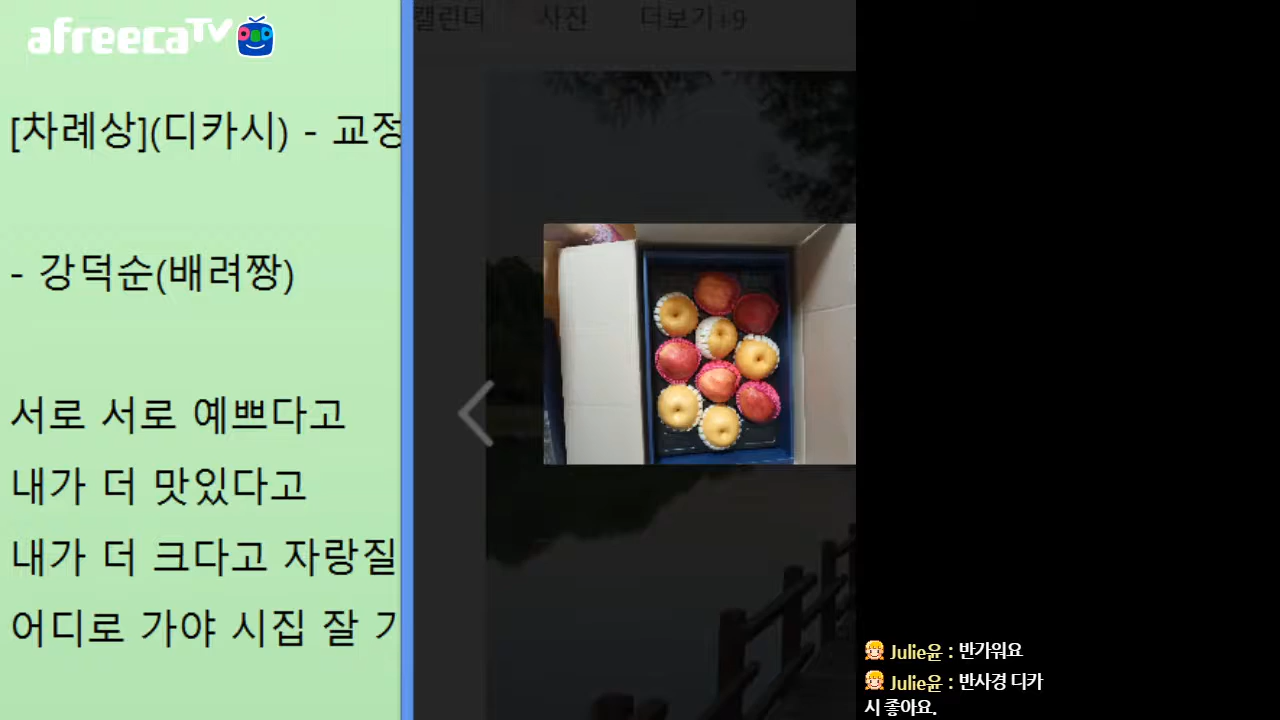 afreecaTV
[차례상](디카시) - 교정
- 강덕순(배려짱)
서로 서로 예쁘다고
내가 더 맛있다고
내가 더 크다고 자랑질
어디로 가야 시집 잘
캘린더 사진 더보기+9
Julie윤 : 반가워요
Julie윤 : 반사경 디카
시 좋아요.